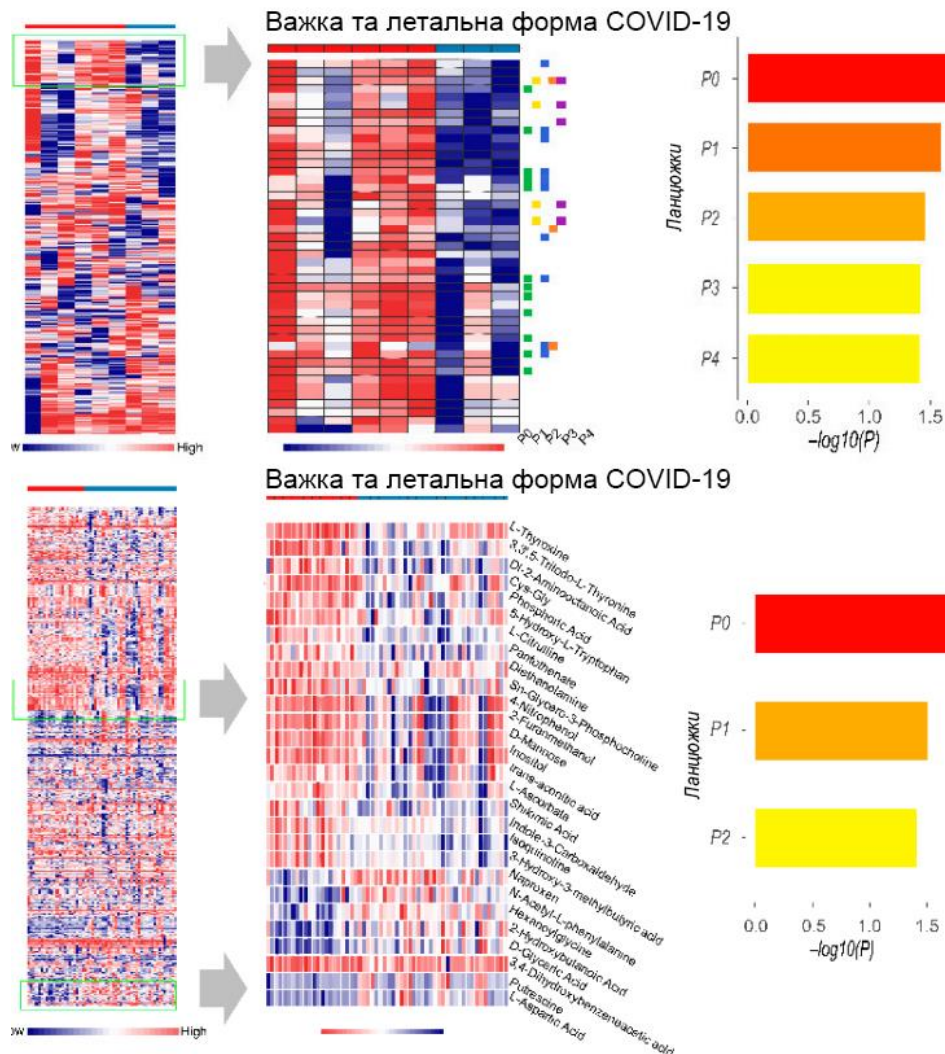 Важка та летальна форма COVID-19
P0
P1
P2
P3
P4
Ланцюжки
0.0 0.5 1.0 1.5
–log10(P)
ow High
P0 P1 P2 P3 P4
Важка та летальна форма COVID-19
L-Thyroxine
3,3',5-Triiodo-L-Thyronine
Dl-2-Aminooctanoic Acid
Cys-Gly
Phosphoric Acid
5-Hydroxy-L-Tryptophan
L-Citrulline
Pantothenate
Diethanolamine
Sn-Glycero-3-Phosphocholine
4-Nitrophenol
2-Furanmethanol
D-Mannose
Inositol
trans-aconitic acid
L-Ascorbate
Shikimic Acid
Indole-3-Carboxaldehyde
Isoquinoline
3-Hydroxy-3-methylbutyric acid
Naproxen
N-Acetyl-L-phenylalanine
Hexanoylglycine
2-Hydroxybutanoic Acid
D-Glyceric Acid
3,4-Dihydroxybenzeneacetic acid
Putrescine
L-Aspartic Acid
P0
P1
P2
Ланцюжки
0.0 0.5 1.0 1.5
–log10(P)
ow High